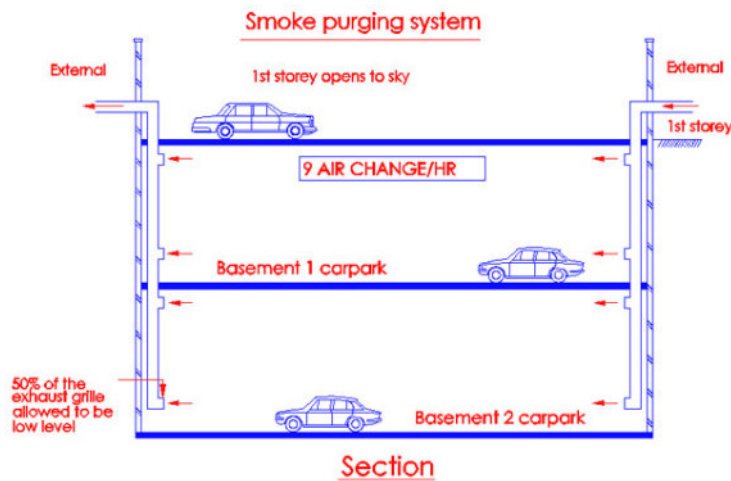 Smoke purging system
External
1st storey opens to sky
External
1st storey
9 AIR CHANGE/HR
Basement 1 carpark
50% of the
exhaust grille
allowed to be
low level
Basement 2 carpark
Section